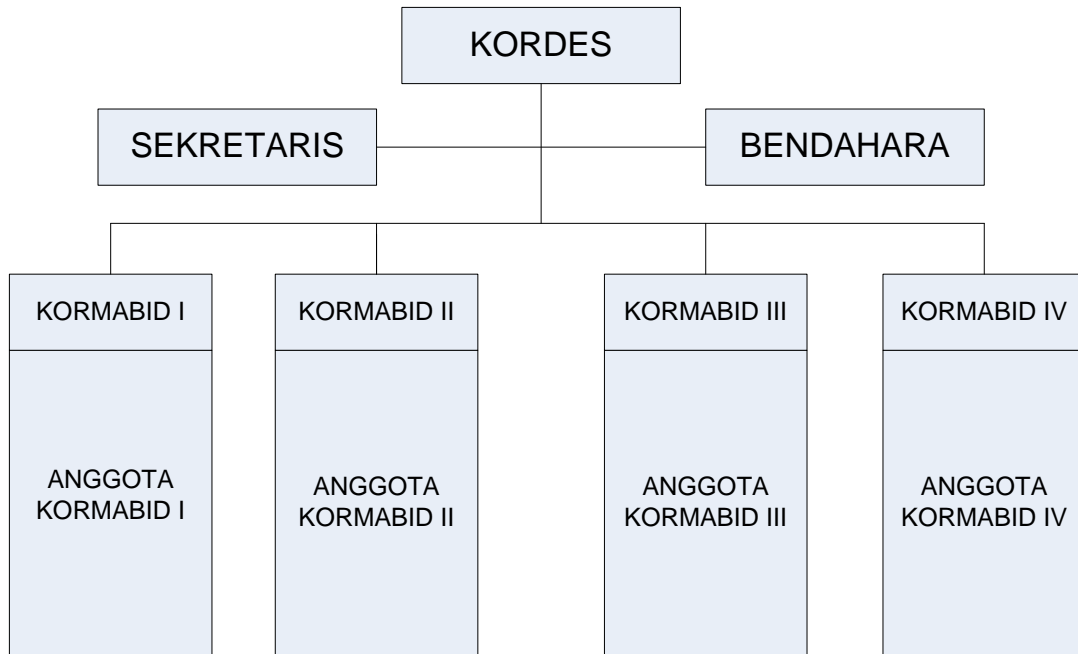 KORDES
SEKRETARIS
BENDAHARA
KORMABID I
KORMABID II
KORMABID III
KORMABID IV
ANGGOTA
KORMABID I
ANGGOTA
KORMABID II
ANGGOTA
KORMABID III
ANGGOTA
KORMABID IV